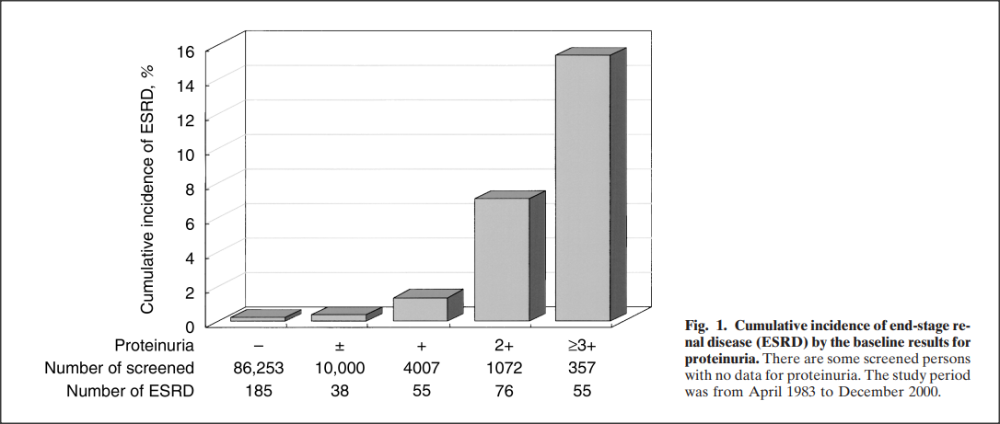 Cumulative incidence of ESRD, %
16
14
12
10
8
6
4
2
0
Proteinuria – ± + 2+ ≥3+
Number of screened 86,253 10,000 4007 1072 357
Number of ESRD 185 38 55 76 55
Fig. 1. Cumulative incidence of end-stage re-
nal disease (ESRD) by the baseline results for
proteinuria. There are some screened persons
with no data for proteinuria. The study period
was from April 1983 to December 2000.